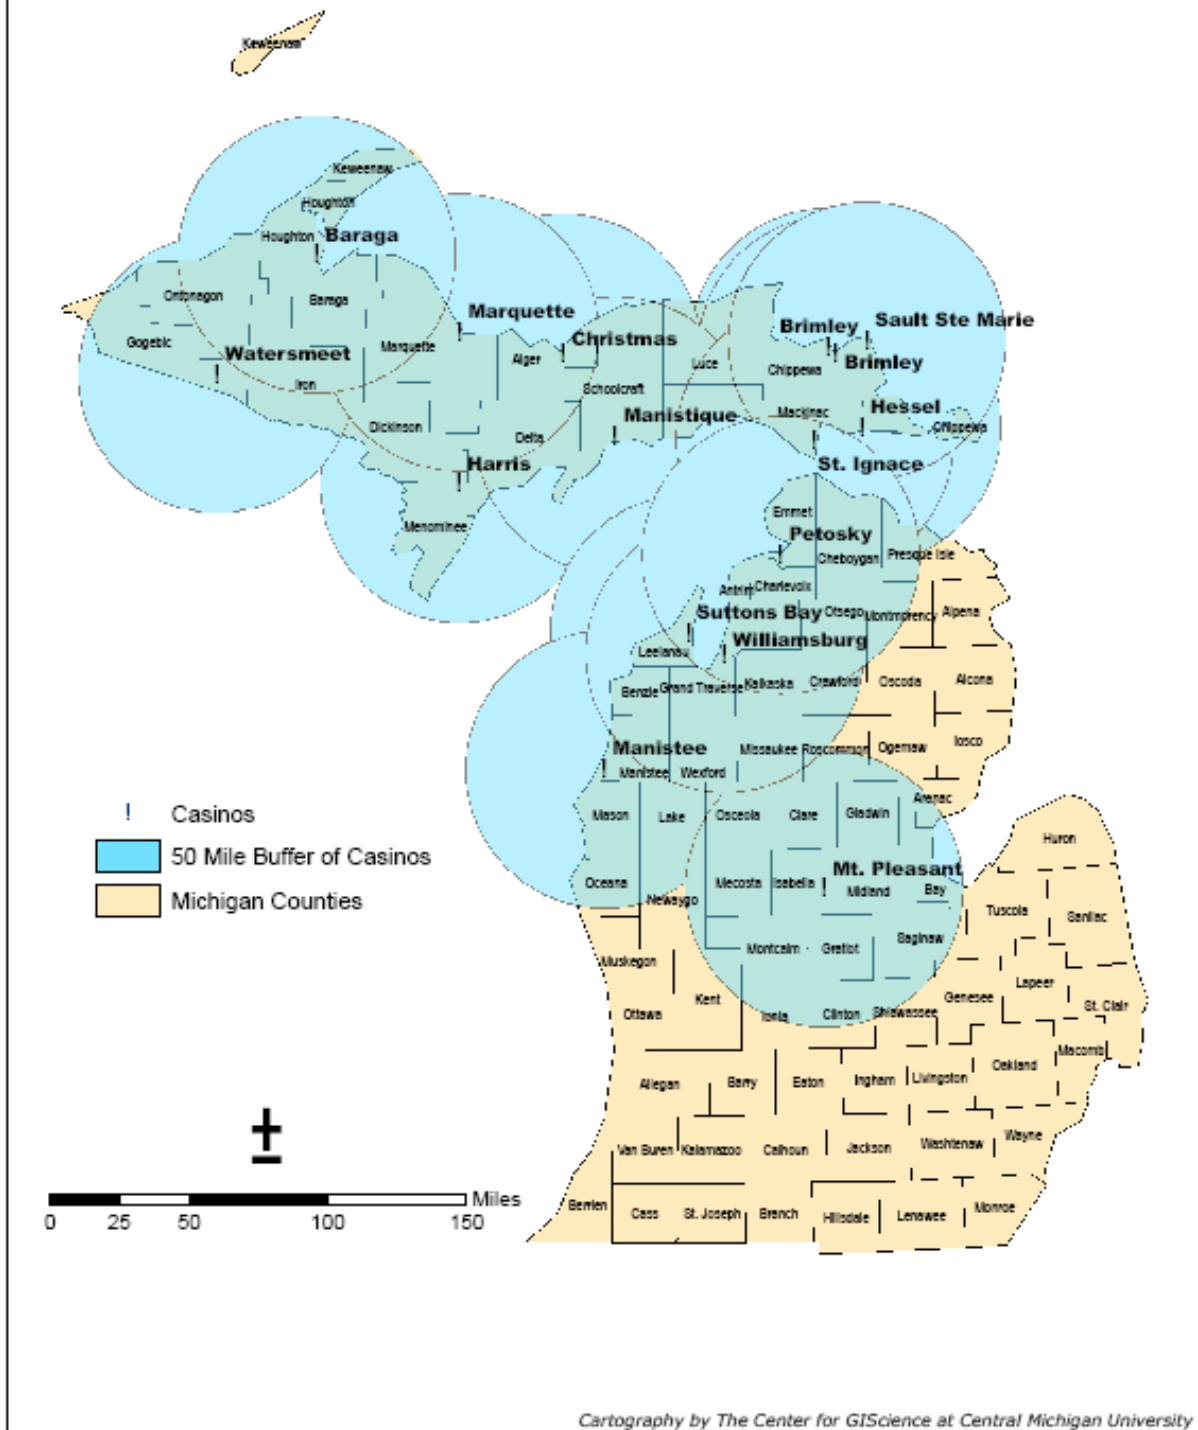 Keweenaw
Keweenaw
Houghton
Houghton
Baraga
Ontonagon
Baraga
Marquette
Gogebic
Watersmeet
Marquette
Christmas
Brimley
Sault Ste Marie
Alger
Luce
Chippewa
Brimley
Iron
Schoolcraft
Manistique
Mackinac
Hessel
Chippewa
Dickinson
Delta
Harris
St. Ignace
Menominee
Emmet
Petosky
Cheboygan
Presque Isle
Antrim
Charlevoix
Suttons Bay
Otsego
Montmorency
Alpena
Williamsburg
Leelanau
Benzie
Grand Traverse
Kalkaska
Crawford
Oscoda
Alcona
Manistee
Missaukee
Roscommon
Ogemaw
Iosco
Manistee
Wexford
Arenac
Mason
Lake
Osceola
Clare
Gladwin
Huron
Mt. Pleasant
Oceana
Newaygo
Mecosta
Isabella
Midland
Bay
Tuscola
Sanilac
Montcalm
Gratiot
Saginaw
Muskegon
Kent
Ottawa
Ionia
Clinton
Shiawassee
Genesee
Lapeer
St. Clair
Allegan
Barry
Eaton
Ingham
Livingston
Oakland
Macomb
Van Buren
Kalamazoo
Calhoun
Jackson
Washtenaw
Wayne
Berrien
Cass
St. Joseph
Branch
Hillsdale
Lenawee
Monroe
! Casinos
50 Mile Buffer of Casinos
Michigan Counties
Miles
0 25 50 100 150
Cartography by The Center for GIScience at Central Michigan University